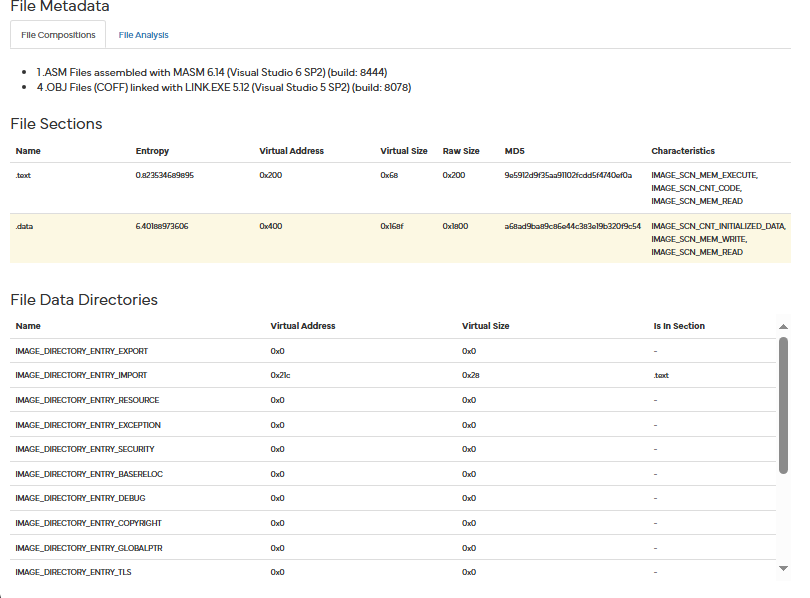 File Metadata
File Compositions File Analysis
1 .ASM Files assembled with MASM 6.14 (Visual Studio 6 SP2) (build: 8444)
4 .OBJ Files (COFF) linked with LINK.EXE 5.12 (Visual Studio 5 SP2) (build: 8078)
File Sections
Name Entropy Virtual Address Virtual Size Raw Size MD5 Characteristics
.text 0.823534689895 0x200 0x68 0x200 9e5912d9f35aa91102fcdd5f4740ef0a IMAGE_SCN_MEM_EXECUTE,
IMAGE_SCN_CNT_CODE,
IMAGE_SCN_MEM_READ
.data 6.40188973606 0x400 0x168f 0x1800 a68ad9ba89c86e44c383e19b320f9c54 IMAGE_SCN_CNT_INITIALIZED_DATA,
IMAGE_SCN_MEM_WRITE,
IMAGE_SCN_MEM_READ
File Data Directories
Name Virtual Address Virtual Size Is In Section
IMAGE_DIRECTORY_ENTRY_EXPORT 0x0 0x0 -
IMAGE_DIRECTORY_ENTRY_IMPORT 0x21c 0x28 .text
IMAGE_DIRECTORY_ENTRY_RESOURCE 0x0 0x0 -
IMAGE_DIRECTORY_ENTRY_EXCEPTION 0x0 0x0 -
IMAGE_DIRECTORY_ENTRY_SECURITY 0x0 0x0 -
IMAGE_DIRECTORY_ENTRY_BASERELOC 0x0 0x0 -
IMAGE_DIRECTORY_ENTRY_DEBUG 0x0 0x0 -
IMAGE_DIRECTORY_ENTRY_COPYRIGHT 0x0 0x0 -
IMAGE_DIRECTORY_ENTRY_GLOBALPTR 0x0 0x0 -
IMAGE_DIRECTORY_ENTRY_TLS 0x0 0x0 -